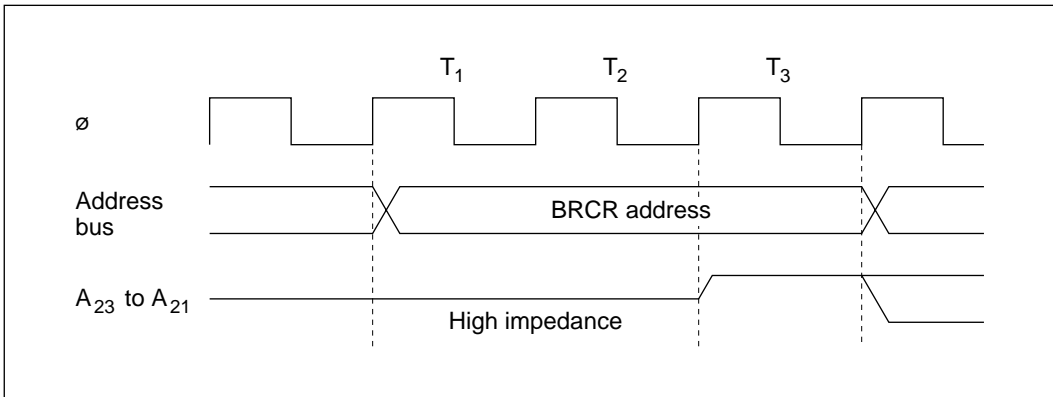 T1 T2 T3
ø
Address
bus
BRCR address
A23 to A21
High impedance